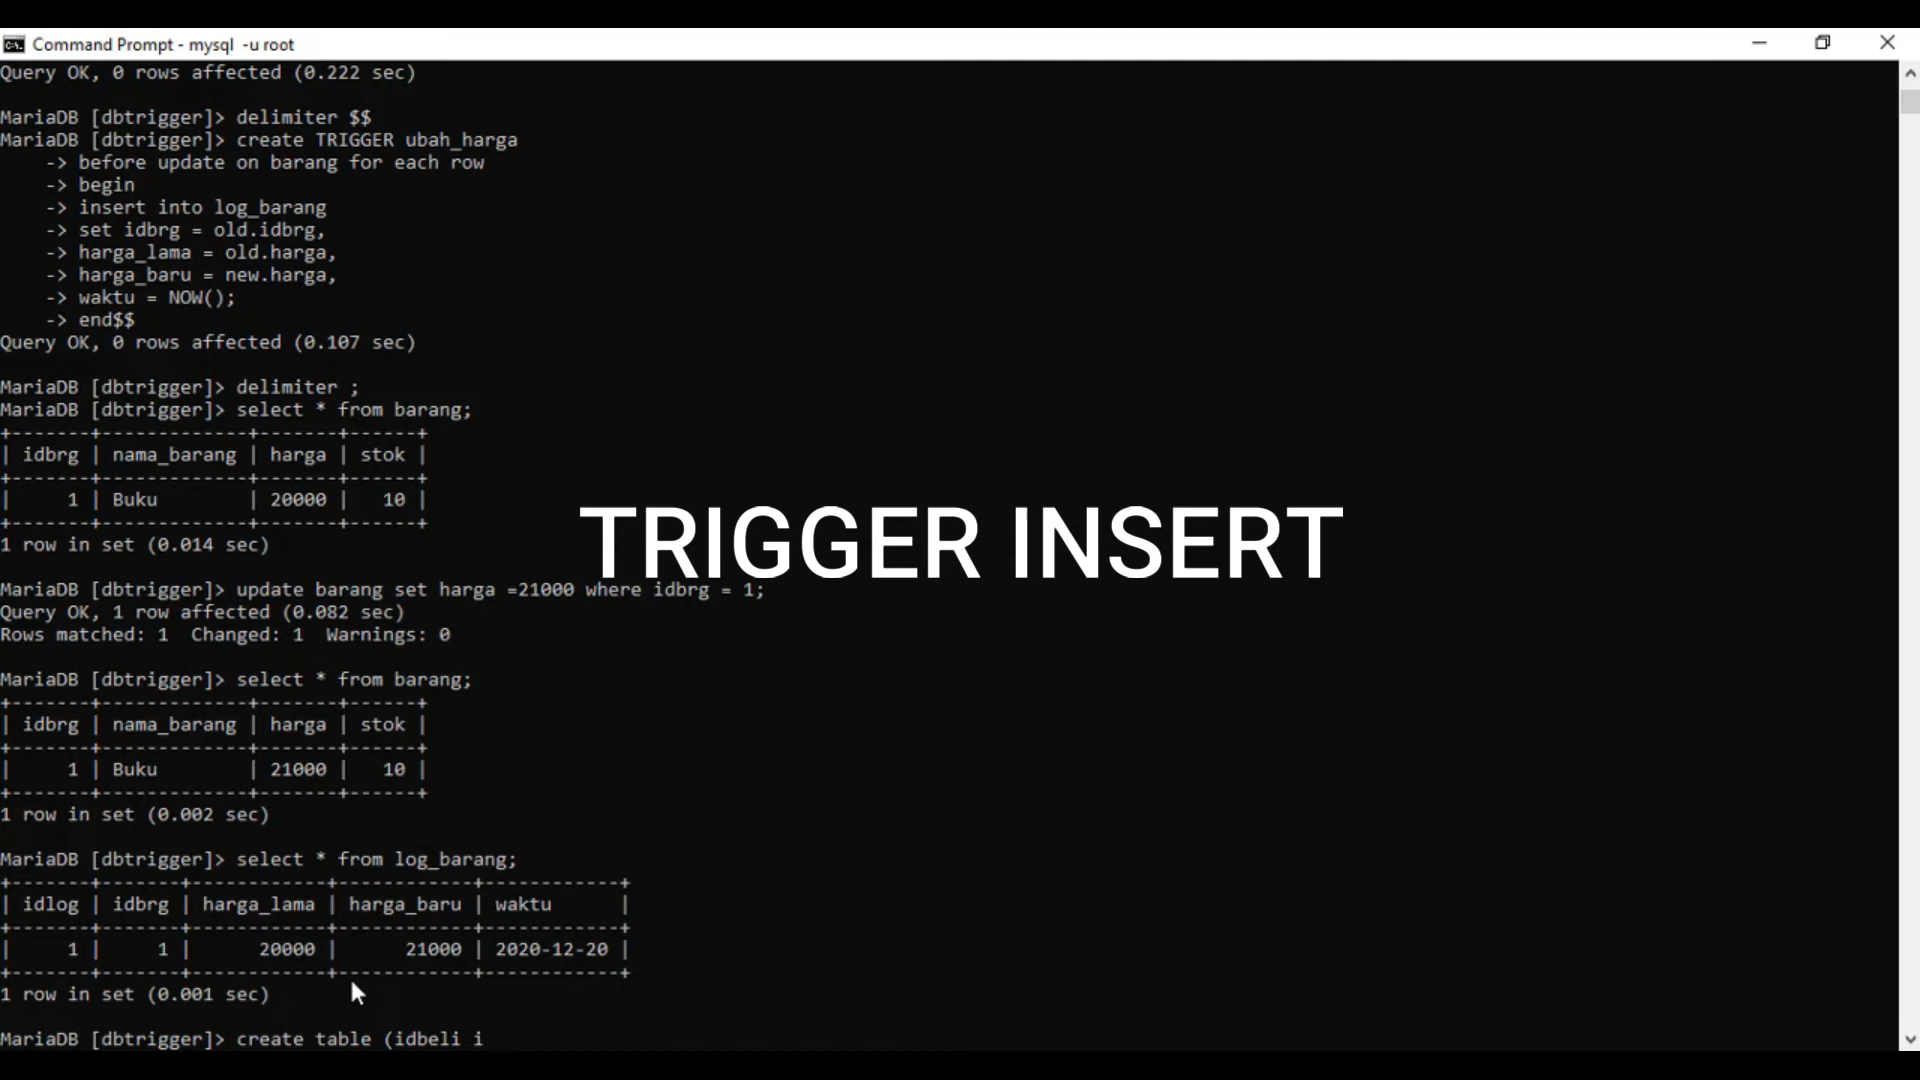 Command Prompt - mysql  -u root
Query OK, 0 rows affected (0.222 sec)
MariaDB [dbtrigger]> delimiter $$
MariaDB [dbtrigger]> create TRIGGER ubah_harga
    -> before update on barang for each row
    -> begin
    -> insert into log_barang
    -> set idbrg = old.idbrg,
    -> harga_lama = old.harga,
    -> harga_baru = new.harga,
    -> waktu = NOW();
    -> end$$
Query OK, 0 rows affected (0.107 sec)
MariaDB [dbtrigger]> delimiter ;
MariaDB [dbtrigger]> select * from barang;
+-------+-------------+-------+------+
| idbrg | nama_barang | harga | stok |
+-------+-------------+-------+------+
|     1 | Buku        | 20000 |   10 |
+-------+-------------+-------+------+
1 row in set (0.014 sec)
TRIGGER INSERT
MariaDB [dbtrigger]> update barang set harga =21000 where idbrg = 1;
Query OK, 1 row affected (0.082 sec)
Rows matched: 1  Changed: 1  Warnings: 0
MariaDB [dbtrigger]> select * from barang;
+-------+-------------+-------+------+
| idbrg | nama_barang | harga | stok |
+-------+-------------+-------+------+
|     1 | Buku        | 21000 |   10 |
+-------+-------------+-------+------+
1 row in set (0.002 sec)
MariaDB [dbtrigger]> select * from log_barang;
+-------+-------+------------+------------+------------+
| idlog | idbrg | harga_lama | harga_baru | waktu      |
+-------+-------+------------+------------+------------+
|     1 |     1 |      20000 |      21000 | 2020-12-20 |
+-------+-------+------------+------------+------------+
1 row in set (0.001 sec)
MariaDB [dbtrigger]> create table (idbeli i